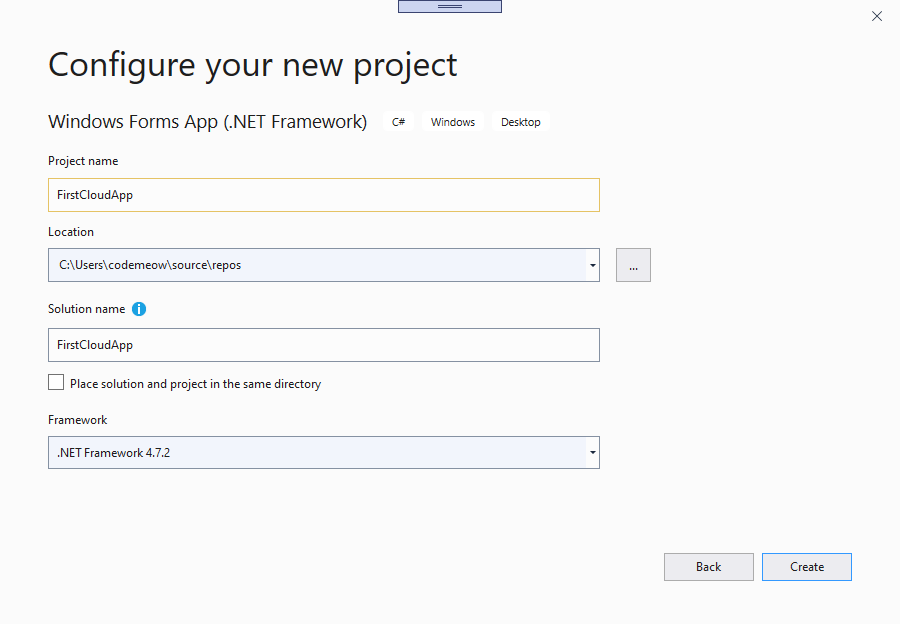 Configure your new project
Windows Forms App (.NET Framework) C# Windows Desktop
Project name
FirstCloudApp
Location
C:\Users\codemeow\source\repos
...
Solution name
FirstCloudApp
Place solution and project in the same directory
Framework
.NET Framework 4.7.2
Back Create